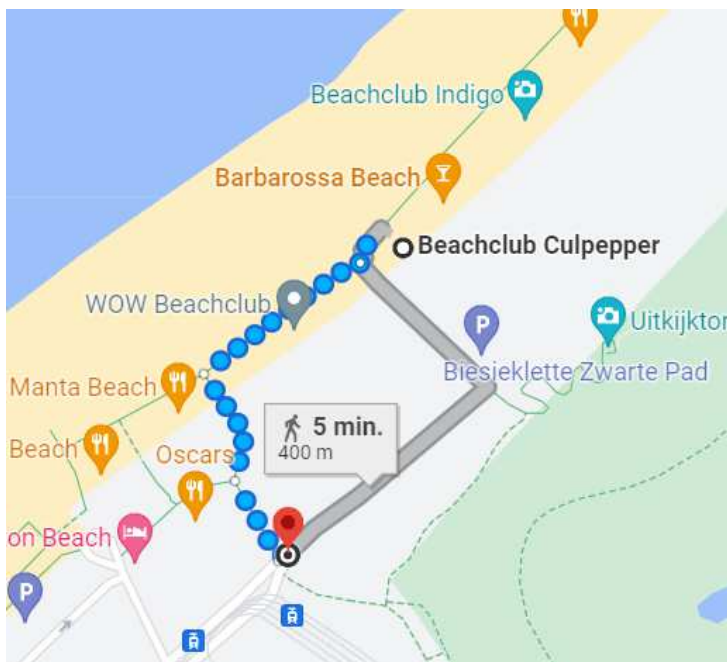 Beachclub Indigo
Barbarossa Beach
Beachclub Culpepper
WOW Beachclub
Uitkijktor
P
Biesieklette Zwarte Pad
Manta Beach
5 min.
400 m
Beach
Oscars
on Beach
P